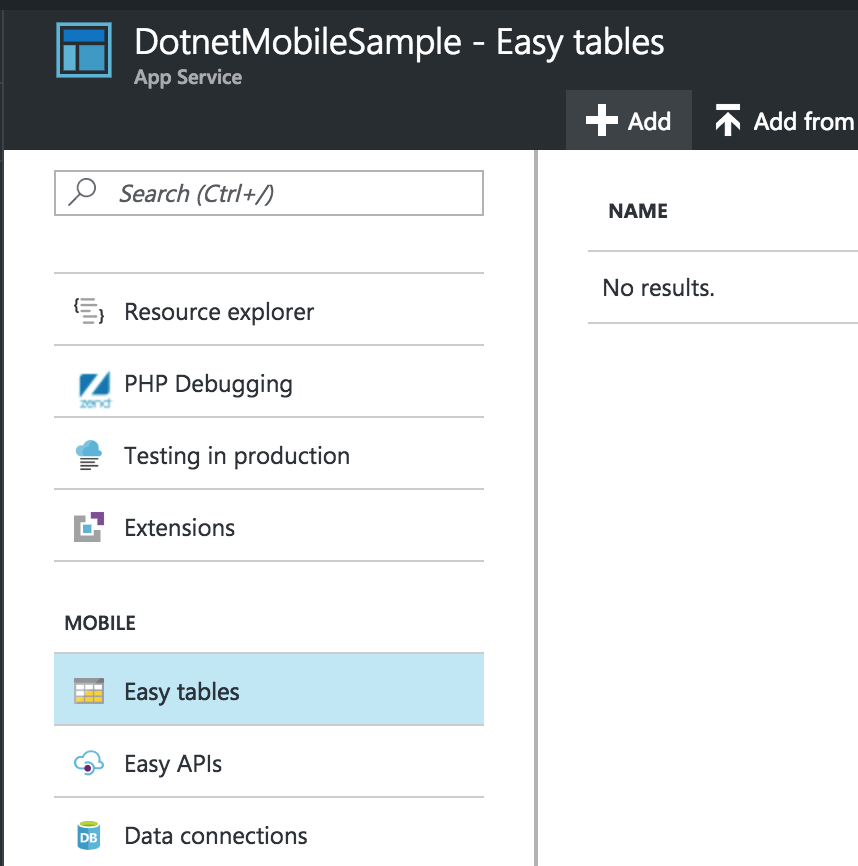 DotnetMobileSample - Easy tables
App Service
Add
Add from
Search (Ctrl+/)
Resource explorer
zend
PHP Debugging
Testing in production
Extensions
MOBILE
Easy tables
Easy APIs
DB
Data connections
NAME
No results.